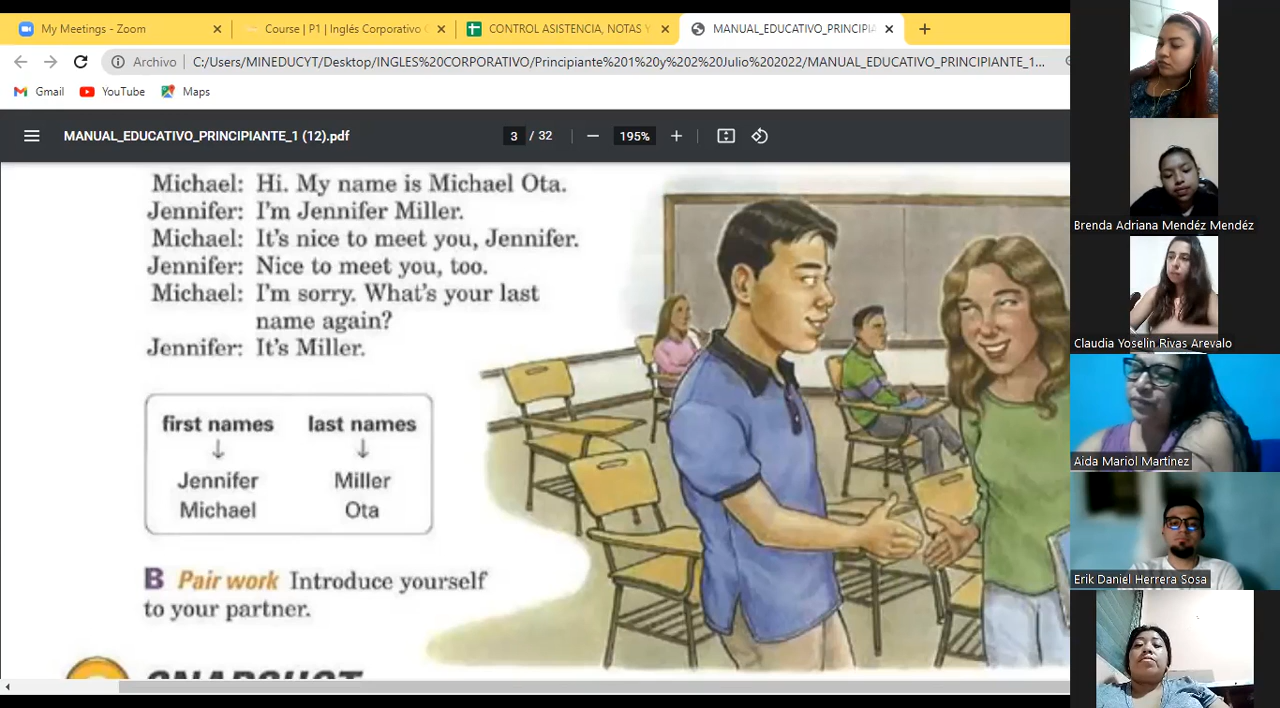 My Meetings - Zoom
Course | P1 | Inglés Corporativo
CONTROL ASISTENCIA, NOTAS Y
MANUAL_EDUCATIVO_PRINCIPIA
Archivo
C:/Users/MINEDUCYT/Desktop/INGLES%20CORPORATIVO/Principiante%201%20y%202%20Julio%202022/MANUAL_EDUCATIVO_PRINCIPIANTE_1...
Gmail
YouTube
Maps
MANUAL_EDUCATIVO_PRINCIPIANTE_1 (12).pdf
3 / 32
195%
Michael: Hi. My name is Michael Ota.
Jennifer: I'm Jennifer Miller.
Michael: It's nice to meet you, Jennifer.
Jennifer: Nice to meet you, too.
Michael: I'm sorry. What's your last
name again?
Jennifer: It's Miller.
first names last names
Jennifer Miller
Michael Ota
B Pair work Introduce yourself
to your partner.
Brenda Adriana Mendéz Mendéz
Claudia Yoselin Rivas Arevalo
Aida Mariol Martinez
Erik Daniel Herrera Sosa